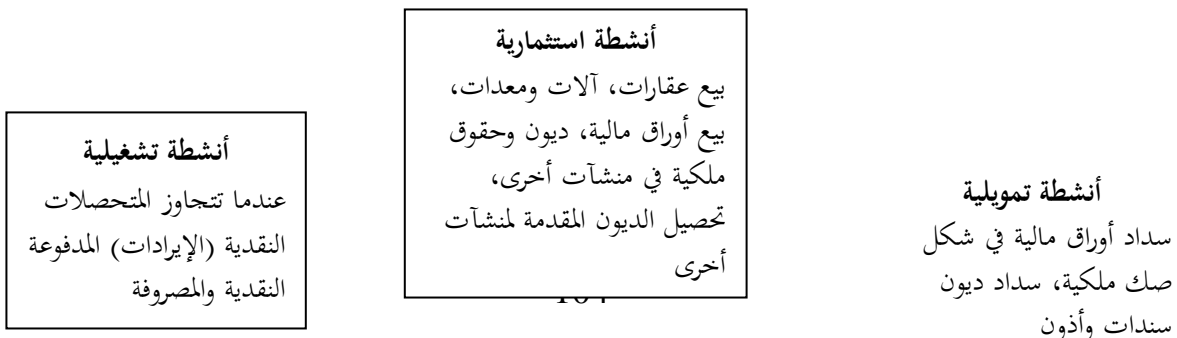 أنشطة استثمارية
بيع عقارات، آلات ومعدات،
بيع أوراق مالية، ديون وحقوق
ملكية في منشآت أخرى،
تحصيل الديون المقدمة لمنشآت
أخرى
أنشطة تشغيلية
عندما تتجاوز المتحصلات
النقدية (الإيرادات) المدفوعة
النقدية والمصروفة
أنشطة تمويلية
سداد أوراق مالية في شكل
صك ملكية، سداد ديون
سندات وأذون